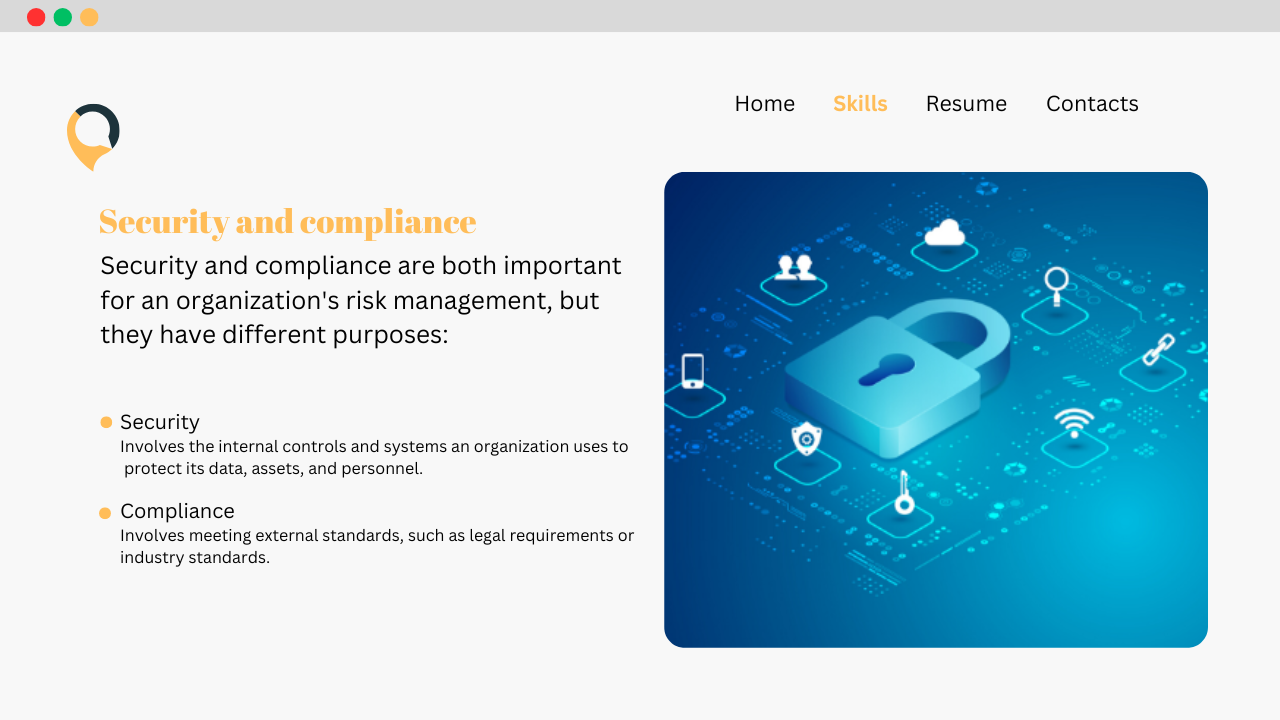 Home Skills Resume Contacts
Security and compliance
Security and compliance are both important
for an organization's risk management, but
they have different purposes:
Security
Involves the internal controls and systems an organization uses to
protect its data, assets, and personnel.
Compliance
Involves meeting external standards, such as legal requirements or
industry standards.